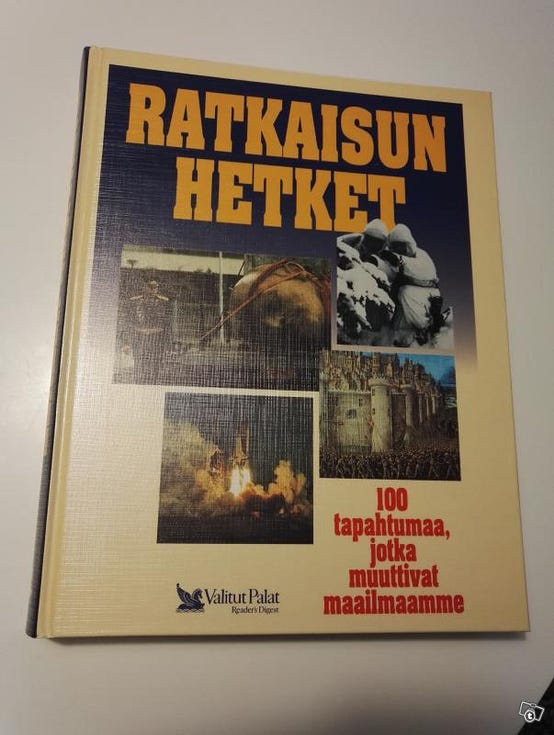 RATKAISUN
HETKET
100
tapahtumaa,
jotka
muuttivat
maailmaamme
Valitut Palat
Reader's Digest